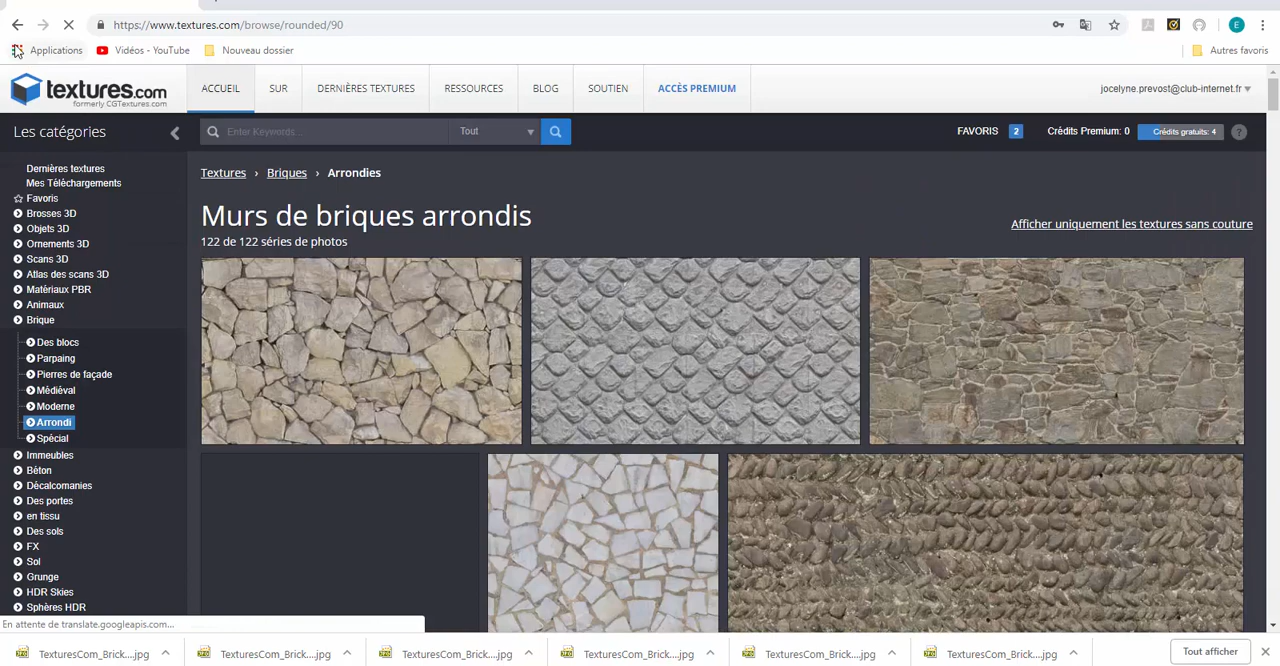 https://www.textures.com/browse/rounded/90
E
Applications
Vidéos - YouTube
Nouveau dossier
Autres favoris
textures.com
formerly CGTextures.com
ACCUEIL
SUR
DERNIÈRES TEXTURES
RESSOURCES
BLOG
SOUTIEN
ACCÈS PREMIUM
jocelyne.prevost@club-internet.fr
Les catégories
Enter Keywords...
Tout
FAVORIS 2
Crédits Premium: 0
Crédits gratuits: 4
?
Dernières textures
Mes Téléchargements
Favoris
Brosses 3D
Objets 3D
Ornements 3D
Scans 3D
Atlas des scans 3D
Matériaux PBR
Animaux
Brique
Des blocs
Parpaing
Pierres de façade
Médiéval
Moderne
Arrondi
Spécial
Immeubles
Béton
Décalcomanies
Des portes
en tissu
Des sols
FX
Sol
Grunge
HDR Skies
Sphères HDR
Textures › Briques › Arrondies
Murs de briques arrondis
122 de 122 séries de photos
Afficher uniquement les textures sans couture
En attente de translate.googleapis.com...
TexturesCom_Brick....jpg
TexturesCom_Brick....jpg
TexturesCom_Brick....jpg
TexturesCom_Brick....jpg
TexturesCom_Brick....jpg
TexturesCom_Brick....jpg
Tout afficher